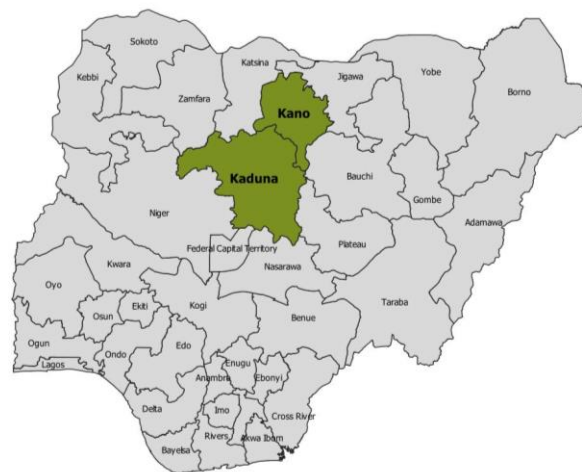 Sokoto
Katsina
Yobe
Jigawa
Kebbi
Borno
Zamfara
Kano
Kaduna
Bauchi
Gombe
Niger
Adamawa
Plateau
Federal Capital Territory
Kwara
Nasarawa
Oyo
Taraba
Kogi
Ekiti
Osun
Benue
Ogun
Ondo
Edo
Enugu
Lagos
Anambra
Ebonyi
Delta
Imo
Cross River
Rivers
Akwa Ibom
Bayelsa